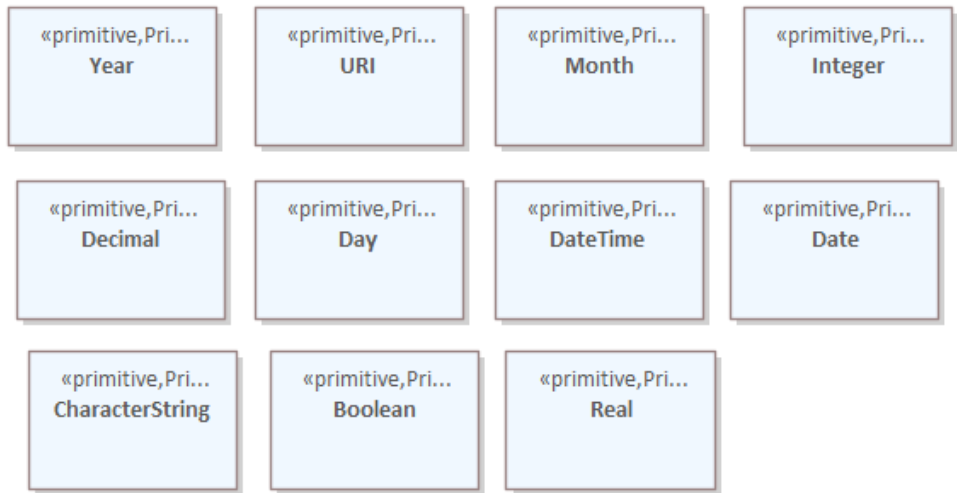 «primitive,Pri...
Year
«primitive,Pri...
URI
«primitive,Pri...
Month
«primitive,Pri...
Integer
«primitive,Pri...
Decimal
«primitive,Pri...
Day
«primitive,Pri...
DateTime
«primitive,Pri...
Date
«primitive,Pri...
CharacterString
«primitive,Pri...
Boolean
«primitive,Pri...
Real